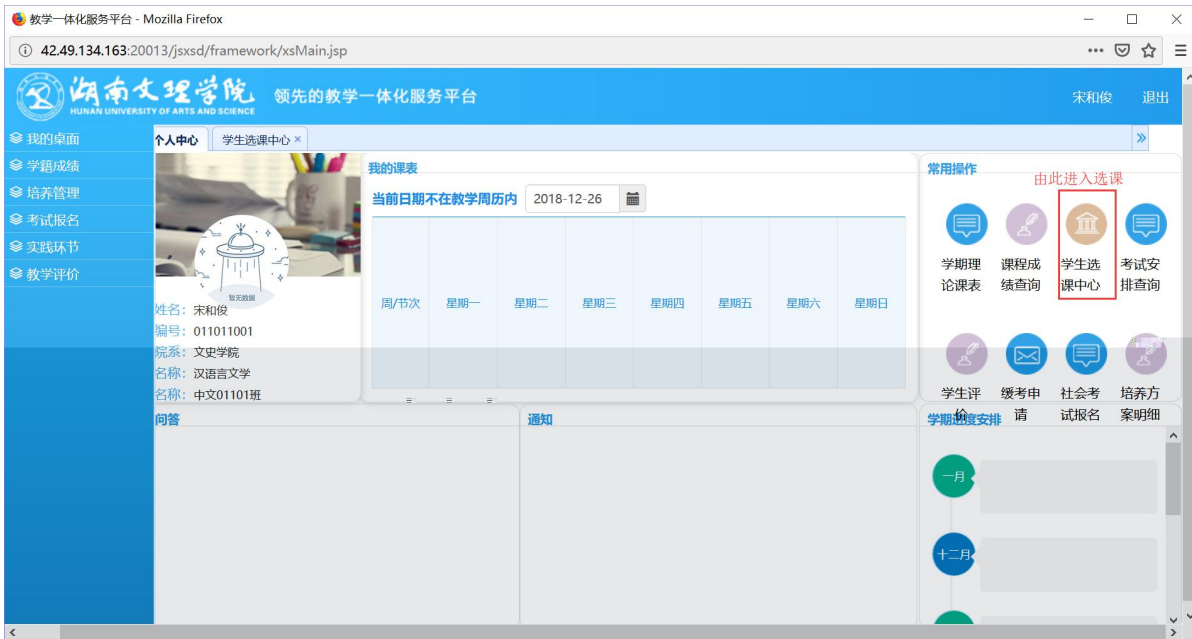 教学一体化服务平台 - Mozilla Firefox
42.49.134.163:20013/jsxsd/framework/xsMain.jsp
湖南文理学院
HUNAN UNIVERSITY OF ARTS AND SCIENCE
领先的教学一体化服务平台
宋和俊 退出
我的桌面
学籍成绩
培养管理
考试报名
实践环节
教学评价
个人中心 学生选课中心 ×
暂无数据
姓名：宋和俊
编号：011011001
院系：文史学院
名称：汉语言文学
名称：中文01101班
我的课表
当前日期不在教学周历内 2018-12-26
周/节次 星期一 星期二 星期三 星期四 星期五 星期六 星期日
常用操作
由此进入选课
学期理论课表
课程成绩查询
学生选课中心
考试安排查询
学生评价
缓考申请
社会考试报名
培养方案明细
问答
通知
学期进度安排
一月
十二月